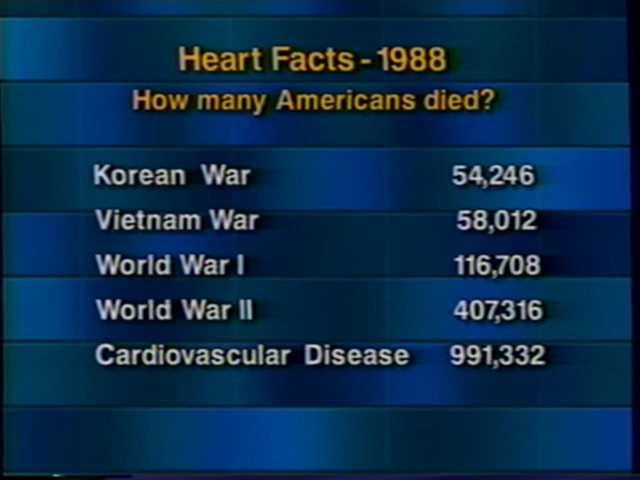 Heart Facts - 1988
How many Americans died?
Korean War 54,246
Vietnam War 58,012
World War I 116,708
World War II 407,316
Cardiovascular Disease 991,332